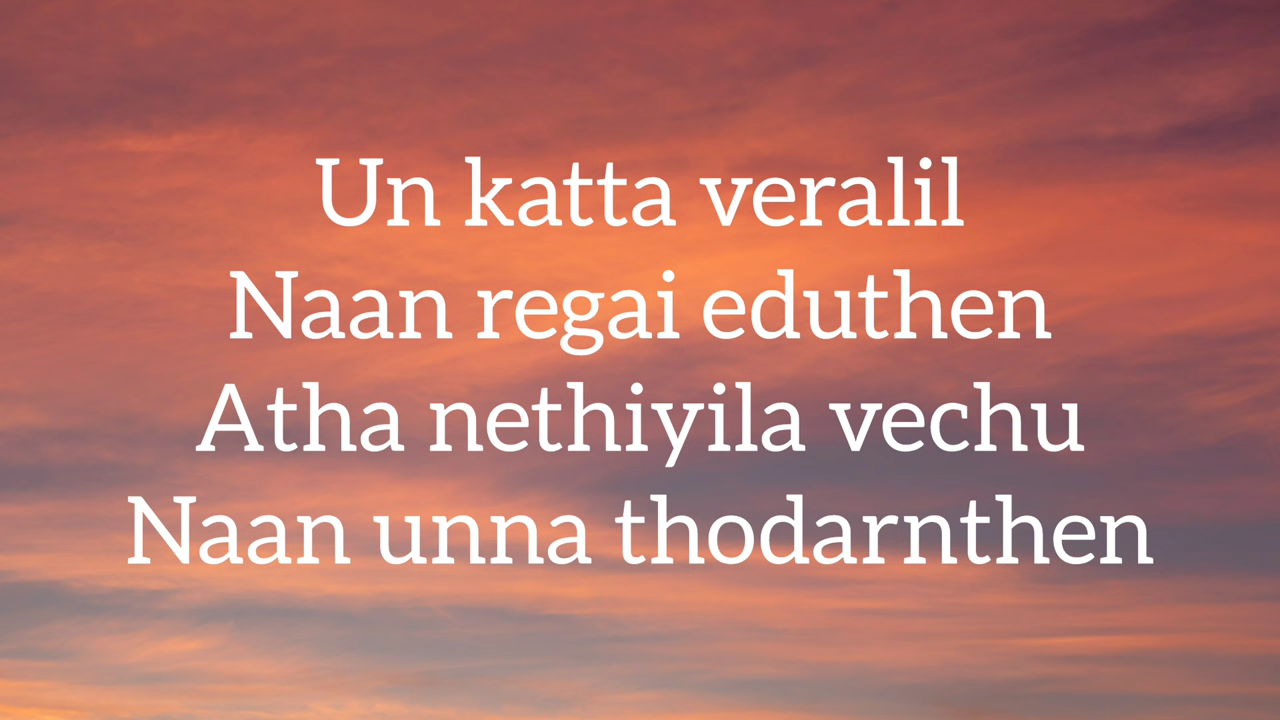 Un katta veralil
Naan regai eduthen
Atha nethiyila vechu
Naan unna thodarnthen